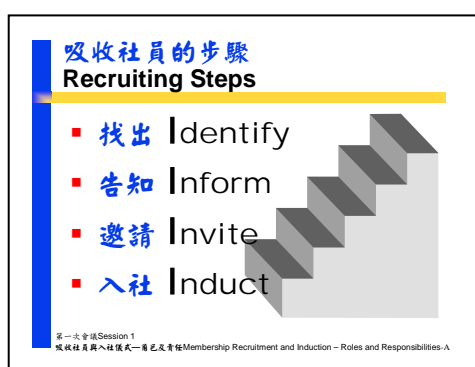 吸收社員的步驟
Recruiting Steps
找出 Identify
告知 Inform
邀請 Invite
入社 Induct
第一次會議Session 1
吸收社員與入社儀式—角色及責任Membership Recruitment and Induction – Roles and Responsibilities-A